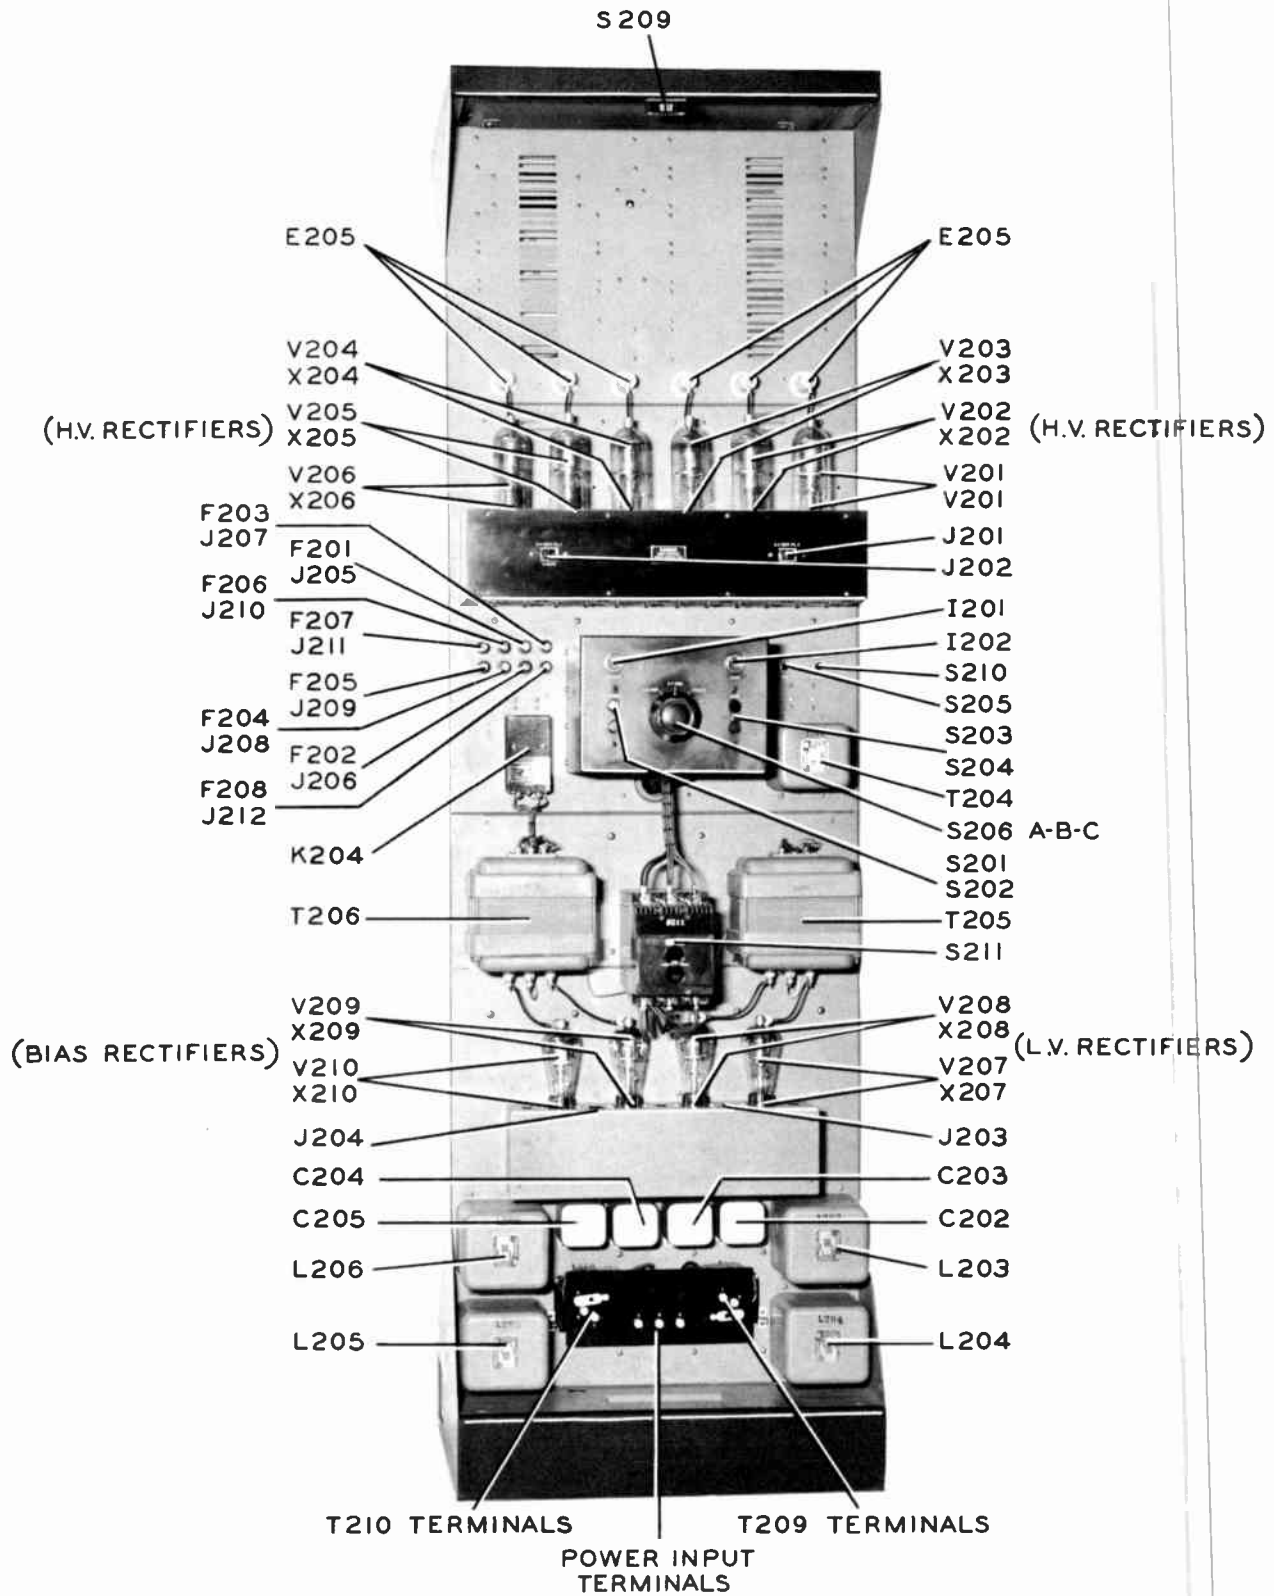 S209
E205
E205
V204
X204
V203
X203
(H.V. RECTIFIERS)
V205
X205
V202
X202
(H.V. RECTIFIERS)
V206
X206
V201
V201
F203
J207
J201
F201
J205
J202
F206
J210
I201
F207
J211
I202
S210
F205
J209
S205
F204
J208
S203
S204
F202
J206
T204
F208
J212
S206 A-B-C
K204
S201
S202
T206
T205
S211
V209
X209
V208
X208
(BIAS RECTIFIERS)
(L.V. RECTIFIERS)
V210
X210
V207
X207
J204
J203
C204
C203
C205
C202
L206
L203
L205
L204
L204
T210 TERMINALS
T209 TERMINALS
POWER INPUT
TERMINALS